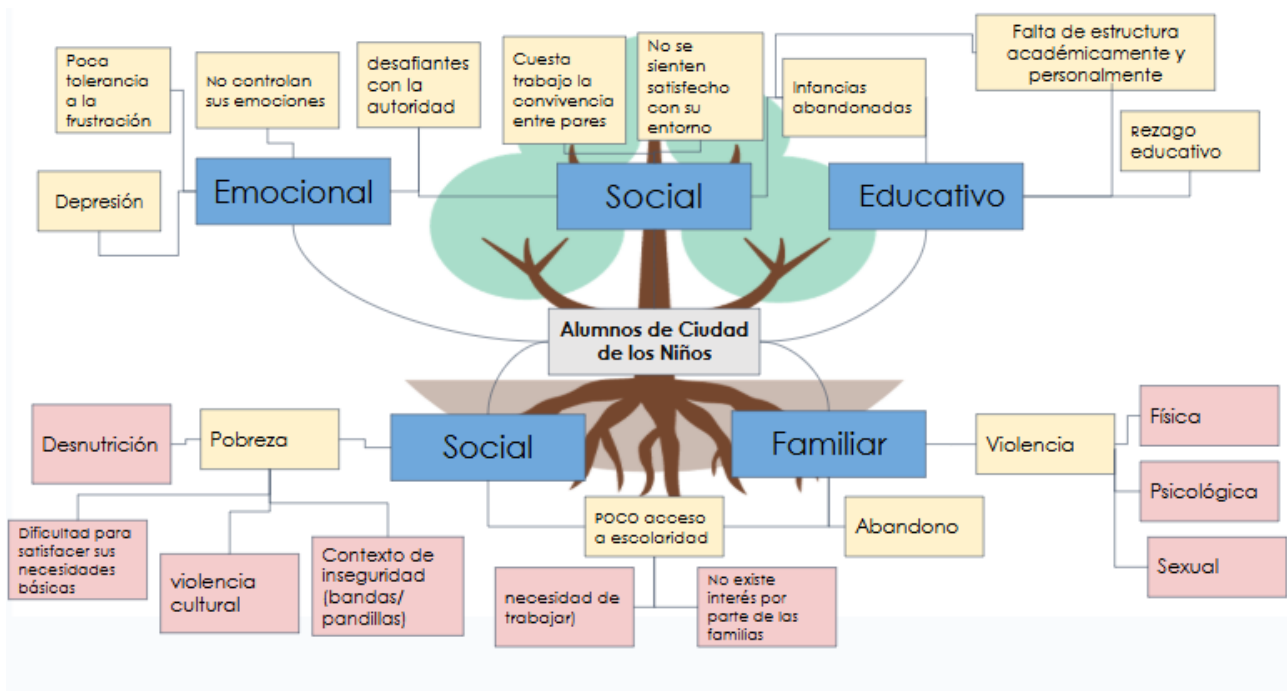 Poca
tolerancia
a la
frustración
No controlan
sus emociones
desafiantes
con la
autoridad
Cuesta
trabajo la
convivencia
entre pares
No se
sienten
satisfecho
con su
entorno
Infancias
abandonadas
Falta de estructura
académicamente y
personalmente
Rezago
educativo
Depresión
Emocional
Social
Educativo
Alumnos de Ciudad
de los Niños
Desnutrición
Pobreza
Social
Familiar
Violencia
Física
Psicológica
Sexual
Dificultad para
satisfacer sus
necesidades
básicas
violencia
cultural
Contexto de
inseguridad
(bandas/
pandillas)
POCO acceso
a escolaridad
Abandono
necesidad de
trabajar)
No existe
interés por
parte de las
familias